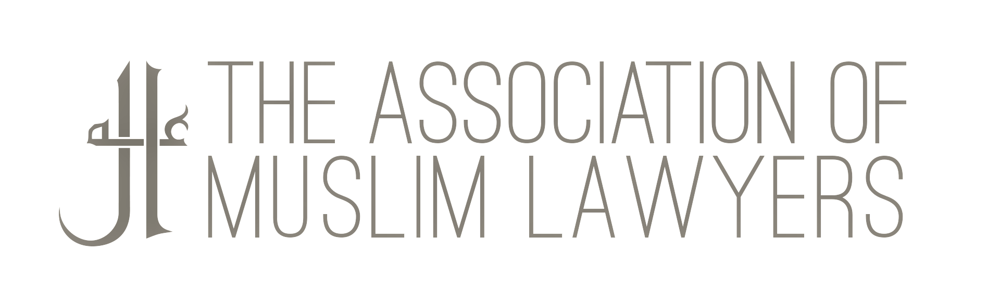 THE ASSOCIATION OF
MUSLIM LAWYERS